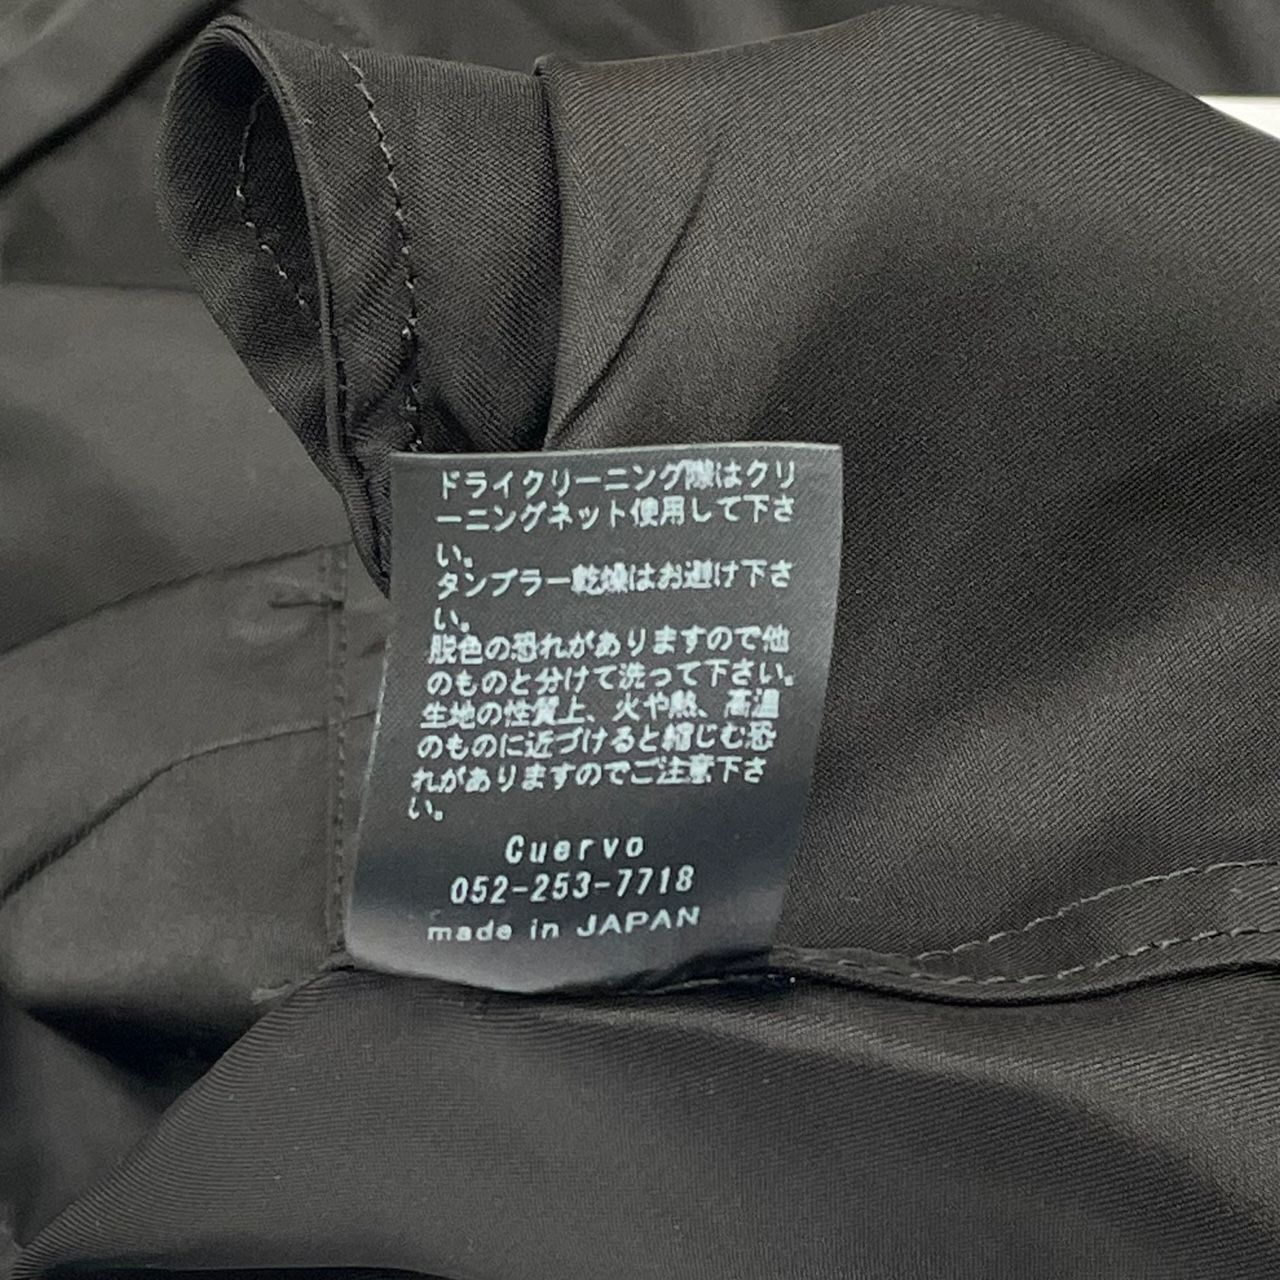 ドライクリーニング際はクリ
ーニングネット使用して下さ
い。
タンブラー乾燥はお避け下さ
い。
脱色の恐れがありますので他
のものと分けて洗って下さい。
生地の性質上、火や熱、高温
のものに近づけると縮じむ恐
れがありますのでご注意下さ
い。
Cuervo
052-253-7718
made in JAPAN